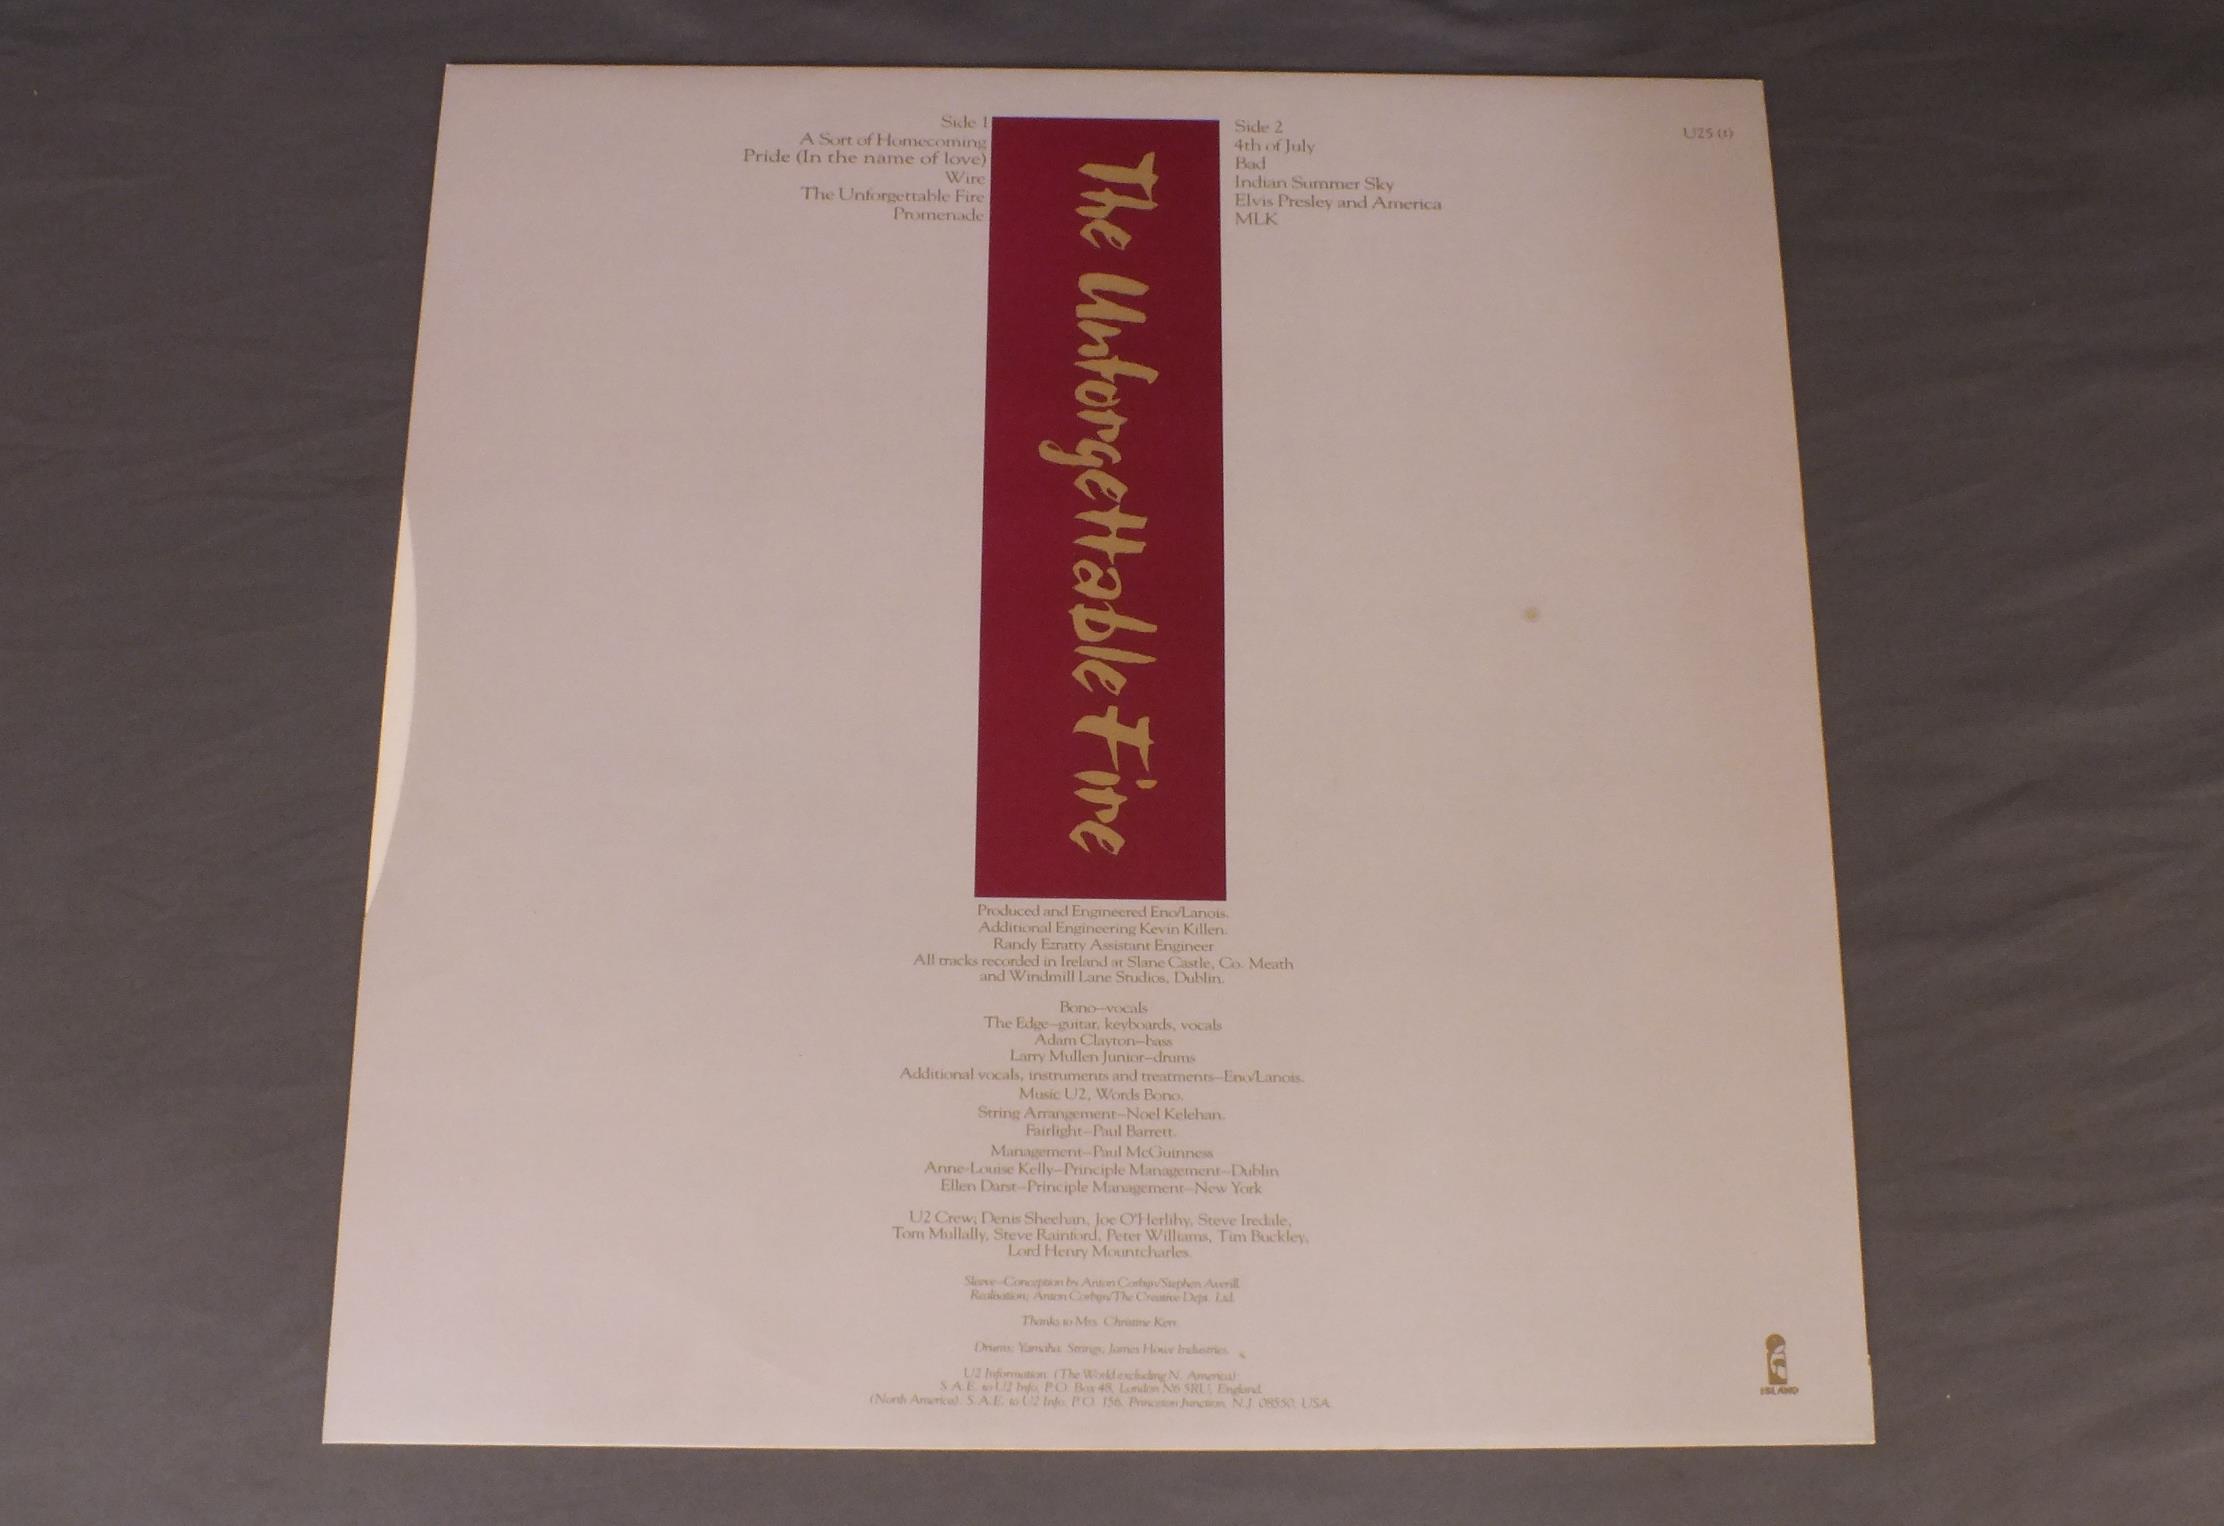 Side 1
A Sort of Homecoming
Pride (In the name of love)
Wire
The Unforgettable Fire
Promenade
The Unforgettable Fire
Side 2
4th of July
Bad
Indian Summer Sky
Elvis Presley and America
MLK
U25 (1)
Produced and Engineered Eno/Lanois.
Additional Engineering Kevin Killen.
Randy Ezratty Assistant Engineer
All tracks recorded in Ireland at Slane Castle, Co. Meath
and Windmill Lane Studios, Dublin.
Bono–vocals
The Edge–guitar, keyboards, vocals
Adam Clayton–bass
Larry Mullen Junior–drums
Additional vocals, instruments and treatments–Eno/Lanois.
Music U2, Words Bono.
String Arrangement–Noel Kelehan.
Fairlight–Paul Barrett.
Management–Paul McGuinness
Anne-Louise Kelly–Principle Management–Dublin
Ellen Darst–Principle Management–New York
U2 Crew; Denis Sheehan, Joe O'Herlihy, Steve Iredale,
Tom Mullally, Steve Rainford, Peter Williams, Tim Buckley,
Lord Henry Mountcharles.
Sleeve–Conception by Anton Corbijn/Stephen Averill.
Realisation; Anton Corbijn/The Creative Dept. Ltd.
Thanks to Mrs. Christine Kerr.
Drums; Yamaha. Strings; James Howe Industries.
U2 Information: (The World excluding N. America)
S.A.E. to U2 Info, P.O. Box 48, London N6 5RU, England.
(North America). S.A.E. to U2 Info, P.O. 156, Princeton Junction, N.J. 08550, USA.
ISLAND